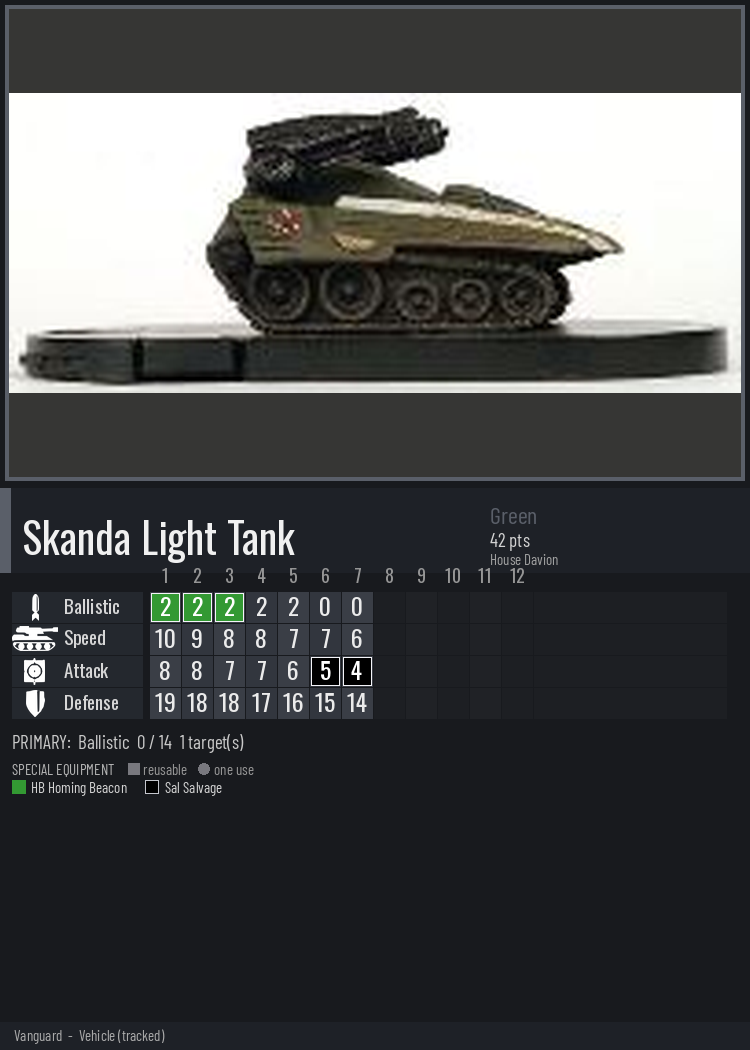 Skanda Light Tank
Green
42 pts
House Davion
1 2 3 4 5 6 7 8 9 10 11 12
Ballistic 2 2 2 2 2 0 0
Speed 10 9 8 8 7 7 6
Attack 8 8 7 7 6 5 4
Defense 19 18 18 17 16 15 14
PRIMARY: Ballistic 0 / 14 1 target(s)
SPECIAL EQUIPMENT reusable one use
HB Homing Beacon Sal Salvage
Vanguard - Vehicle (tracked)